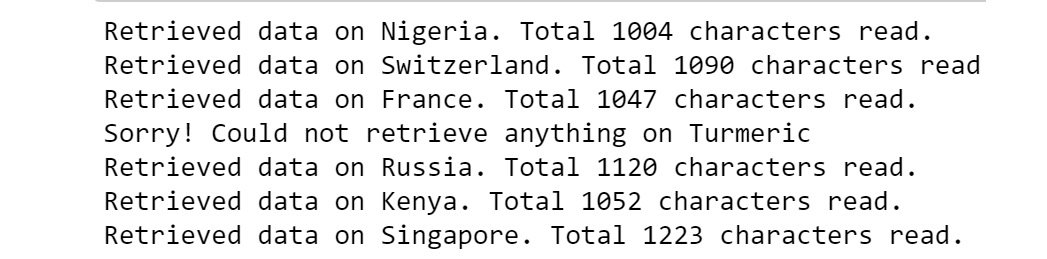 Retrieved data on Nigeria. Total 1004 characters read.
Retrieved data on Switzerland. Total 1090 characters read
Retrieved data on France. Total 1047 characters read.
Sorry! Could not retrieve anything on Turmeric
Retrieved data on Russia. Total 1120 characters read.
Retrieved data on Kenya. Total 1052 characters read.
Retrieved data on Singapore. Total 1223 characters read.